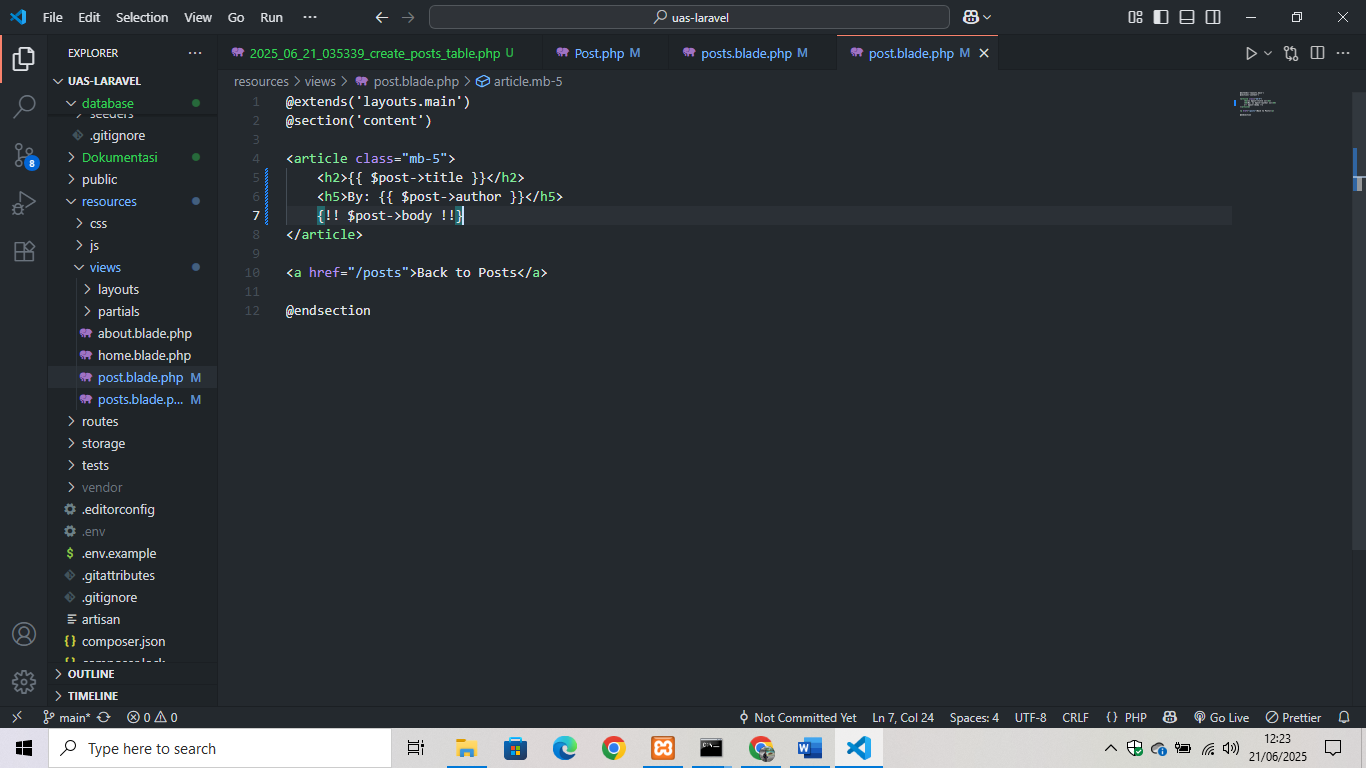 File Edit Selection View Go Run ··· uas-laravel
EXPLORER ···
UAS-LARAVEL
database
seeders
.gitignore
Dokumentasi
public
resources
css
js
views
layouts
partials
about.blade.php
home.blade.php
post.blade.php M
posts.blade.p... M
routes
storage
tests
vendor
.editorconfig
.env
.env.example
.gitattributes
.gitignore
artisan
composer.json
composer.lock
OUTLINE
TIMELINE
8
2025_06_21_035339_create_posts_table.php U Post.php M posts.blade.php M post.blade.php M
resources > views > post.blade.php > article.mb-5
1 @extends('layouts.main')
2 @section('content')
3
4 <article class="mb-5">
5 <h2>{{ $post->title }}</h2>
6 <h5>By: {{ $post->author }}</h5>
7 {!! $post->body !!}
8 </article>
9
10 <a href="/posts">Back to Posts</a>
11
12 @endsection
main* 0 0 Not Committed Yet Ln 7, Col 24 Spaces: 4 UTF-8 CRLF {} PHP Go Live Prettier
Type here to search 12:23
21/06/2025